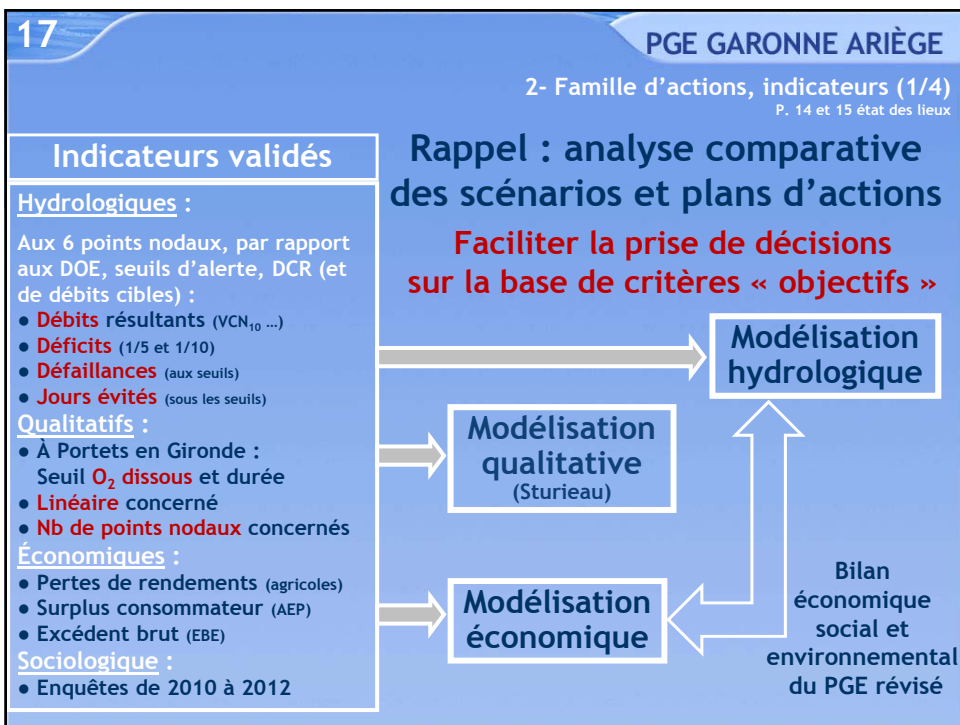 17
PGE GARONNE ARIÈGE
2- Famille d'actions, indicateurs (1/4)
P. 14 et 15 état des lieux
Indicateurs validés
Hydrologiques :
Aux 6 points nodaux, par rapport
aux DOE, seuils d'alerte, DCR (et
de débits cibles) :
● Débits résultants (VCN10 …)
● Déficits (1/5 et 1/10)
● Défaillances (aux seuils)
● Jours évités (sous les seuils)
Qualitatifs :
● À Portets en Gironde :
Seuil O2 dissous et durée
● Linéaire concerné
● Nb de points nodaux concernés
Économiques :
● Pertes de rendements (agricoles)
● Surplus consommateur (AEP)
● Excédent brut (EBE)
Sociologique :
● Enquêtes de 2010 à 2012
Rappel : analyse comparative
des scénarios et plans d'actions
Faciliter la prise de décisions
sur la base de critères « objectifs »
Modélisation
hydrologique
Modélisation
qualitative
(Sturieau)
Modélisation
économique
Bilan
économique
social et
environnemental
du PGE révisé